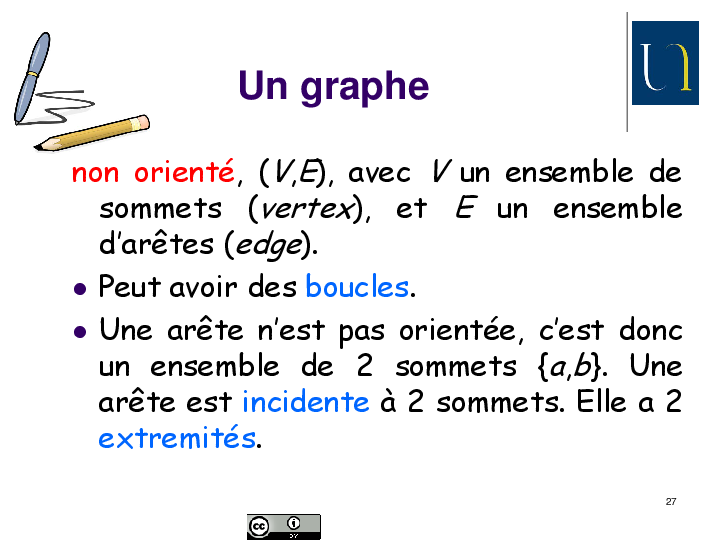 Un graphe
non orienté, (V,E), avec V un ensemble de
sommets (vertex), et E un ensemble
d'arêtes (edge).
● Peut avoir des boucles.
● Une arête n'est pas orientée, c'est donc
un ensemble de 2 sommets {a,b}. Une
arête est incidente à 2 sommets. Elle a 2
extremités.
27
cc
BY